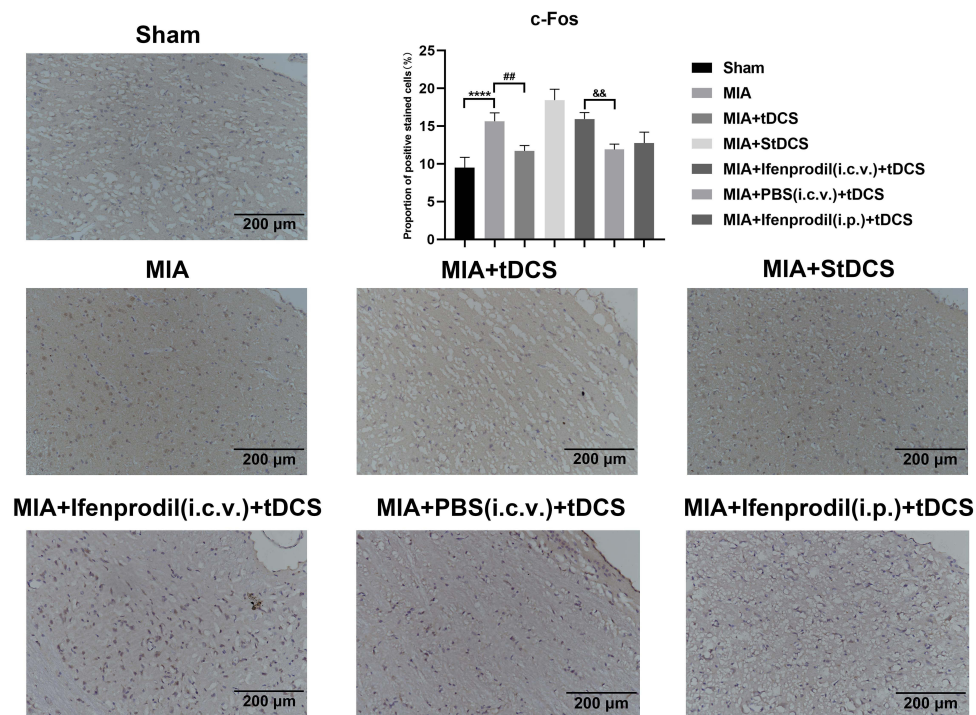 Sham
200 μm
c-Fos
Proportion of positive stained cells(%)
25
20
15
10
5
0
****
##
&&
Sham
MIA
MIA+tDCS
MIA+StDCS
MIA+Ifenprodil(i.c.v.)+tDCS
MIA+PBS(i.c.v.)+tDCS
MIA+Ifenprodil(i.p.)+tDCS
MIA
MIA+tDCS
MIA+StDCS
200 μm
200 μm
200 μm
MIA+Ifenprodil(i.c.v.)+tDCS
MIA+PBS(i.c.v.)+tDCS
MIA+Ifenprodil(i.p.)+tDCS
200 μm
200 μm
200 μm